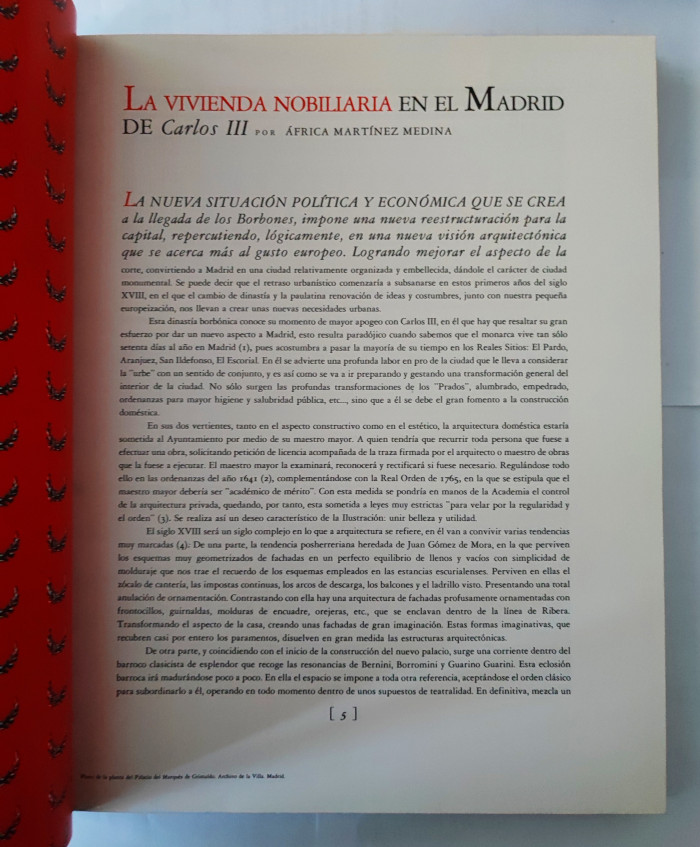 LA VIVIENDA NOBILIARIA EN EL MADRID
DE Carlos III POR ÁFRICA MARTÍNEZ MEDINA
LA NUEVA SITUACIÓN POLÍTICA Y ECONÓMICA QUE SE CREA
a la llegada de los Borbones, impone una nueva reestructuración para la
capital, repercutiendo, lógicamente, en una nueva visión arquitectónica
que se acerca más al gusto europeo. Logrando mejorar el aspecto de la
corte, convirtiendo a Madrid en una ciudad relativamente organizada y embellecida, dándole el carácter de ciudad
monumental. Se puede decir que el retraso urbanístico comenzaría a subsanarse en estos primeros años del siglo
XVIII, en el que el cambio de dinastía y la paulatina renovación de ideas y costumbres, junto con nuestra pequeña
europeización, nos llevan a crear unas nuevas necesidades urbanas.
Esta dinastía borbónica conoce su momento de mayor apogeo con Carlos III, en él que hay que resaltar su gran
esfuerzo por dar un nuevo aspecto a Madrid, esto resulta paradójico cuando sabemos que el monarca vive tan sólo
setenta días al año en Madrid (1), pues acostumbra a pasar la mayoría de su tiempo en los Reales Sitios: El Pardo,
Aranjuez, San Ildefonso, El Escorial. En él se advierte una profunda labor en pro de la ciudad que le lleva a considerar
la "urbe" con un sentido de conjunto, y es así como se va a ir preparando y gestando una transformación general del
interior de la ciudad. No sólo surgen las profundas transformaciones de los "Prados", alumbrado, empedrado,
ordenanzas para mayor higiene y salubridad pública, etc..., sino que a él se debe el gran fomento a la construcción
doméstica.
En sus dos vertientes, tanto en el aspecto constructivo como en el estético, la arquitectura doméstica estaría
sometida al Ayuntamiento por medio de su maestro mayor. A quien tendría que recurrir toda persona que fuese a
efectuar una obra, solicitando petición de licencia acompañada de la traza firmada por el arquitecto o maestro de obras
que la fuese a ejecutar. El maestro mayor la examinará, reconocerá y rectificará si fuese necesario. Regulándose todo
ello en las ordenanzas del año 1641 (2), complementándose con la Real Orden de 1765, en la que se estipula que el
maestro mayor debería ser "académico de mérito". Con esta medida se pondría en manos de la Academia el control
de la arquitectura privada, quedando, por tanto, esta sometida a leyes muy estrictas "para velar por la regularidad y
el orden" (3). Se realiza así un deseo característico de la Ilustración: unir belleza y utilidad.
El siglo XVIII será un siglo complejo en lo que a arquitectura se refiere, en él van a convivir varias tendencias
muy marcadas (4): De una parte, la tendencia posherreriana heredada de Juan Gómez de Mora, en la que perviven
los esquemas muy geometrizados de fachadas en un perfecto equilibrio de llenos y vacíos con simplicidad de
molduraje que nos trae el recuerdo de los esquemas empleados en las estancias escurialenses. Perviven en ellas el
zócalo de cantería, las impostas continuas, los arcos de descarga, los balcones y el ladrillo visto. Presentando una total
anulación de ornamentación. Contrastando con ella hay una arquitectura de fachadas profusamente ornamentadas con
frontocillos, guirnaldas, molduras de encuadre, orejeras, etc., que se enclavan dentro de la línea de Ribera.
Transformando el aspecto de la casa, creando unas fachadas de gran imaginación. Estas formas imaginativas, que
recubren casi por entero los paramentos, disuelven en gran medida las estructuras arquitectónicas.
De otra parte, y coincidiendo con el inicio de la construcción del nuevo palacio, surge una corriente dentro del
barroco clasicista de esplendor que recoge las resonancias de Bernini, Borromini y Guarino Guarini. Esta eclosión
barroca irá madurándose poco a poco. En ella el espacio se impone a toda otra referencia, aceptándose el orden clásico
para subordinarlo a él, operando en todo momento dentro de unos supuestos de teatralidad. En definitiva, mezcla un
[ 5 ]
Plano de la planta del Palacio del Marqués de Grimaldo. Archivo de la Villa. Madrid.